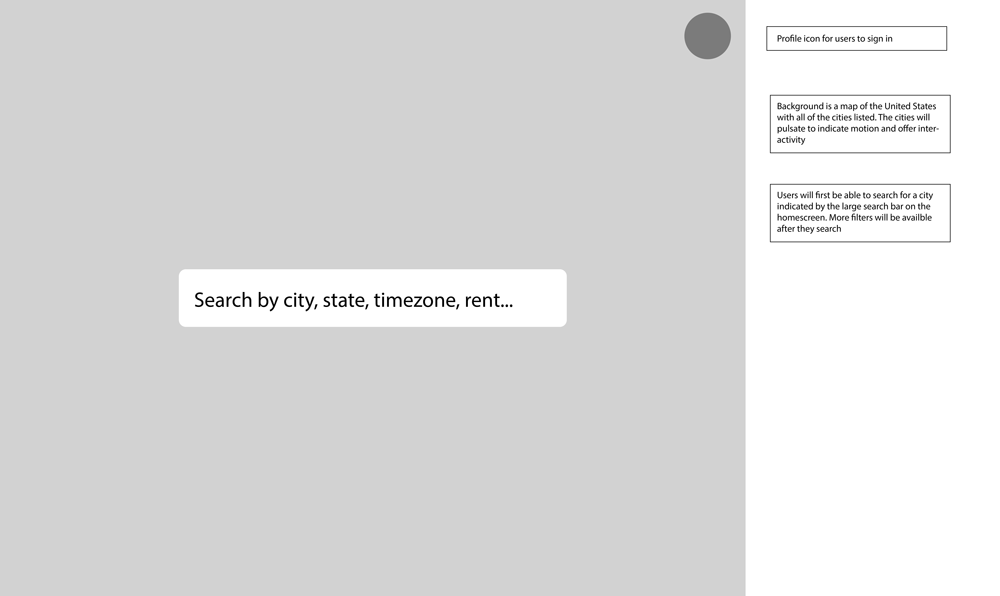 Profile icon for users to sign in
Background is a map of the United States
with all of the cities listed. The cities will
pulsate to indicate motion and offer inter-
activity
Users will first be able to search for a city
indicated by the large search bar on the
homescreen. More filters will be availble
after they search
Search by city, state, timezone, rent...